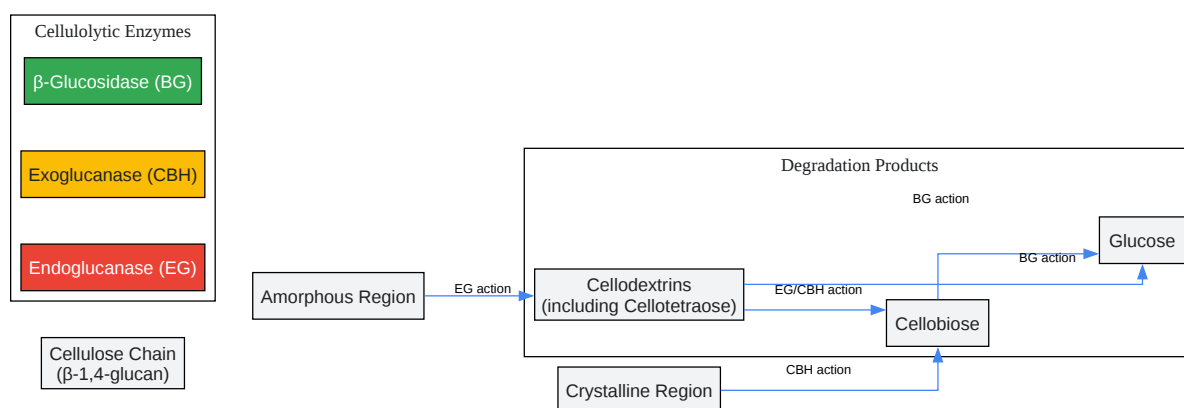 Cellulolytic Enzymes
β-Glucosidase (BG)
Exoglucanase (CBH)
Endoglucanase (EG)
Cellulose Chain
(β-1,4-glucan)
Amorphous Region
EG action
Degradation Products
Cellodextrins
(including Cellotetraose)
EG/CBH action
BG action
BG action
Glucose
Cellobiose
CBH action
Crystalline Region